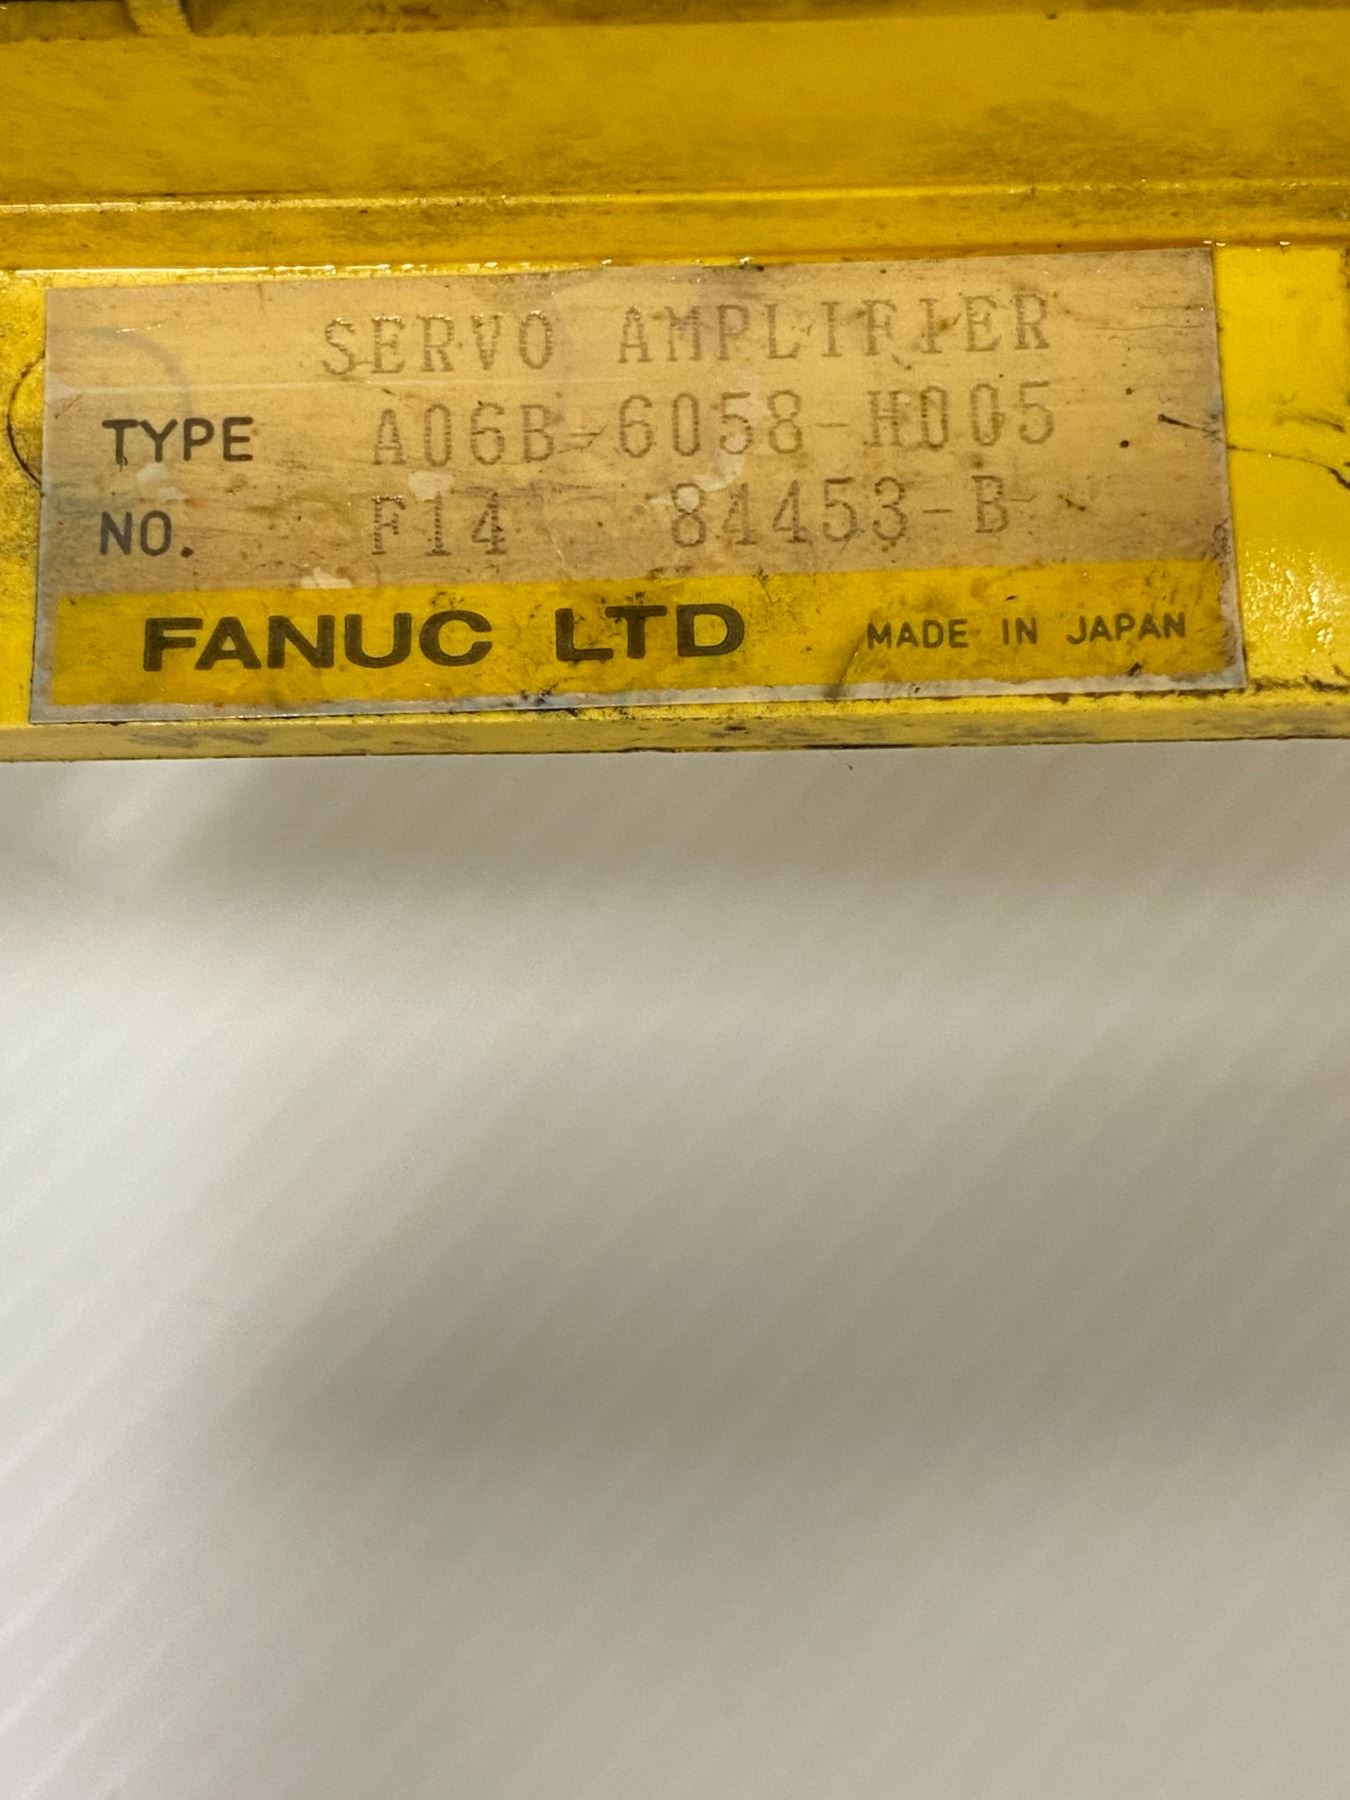 SERVO AMPLIFIER
TYPE A06B-6058-H005
NO. F14 84453-B
FANUC LTD MADE IN JAPAN